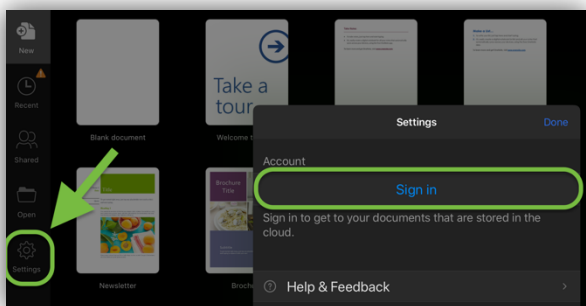 New
Recent
Shared
Open
Settings
Blank document
Take a
tour
Welcome t
Title
Newsletter
Brochure
Title
Broch
Settings
Done
Account
Sign in
Sign in to get to your documents that are stored in the
cloud.
Help & Feedback